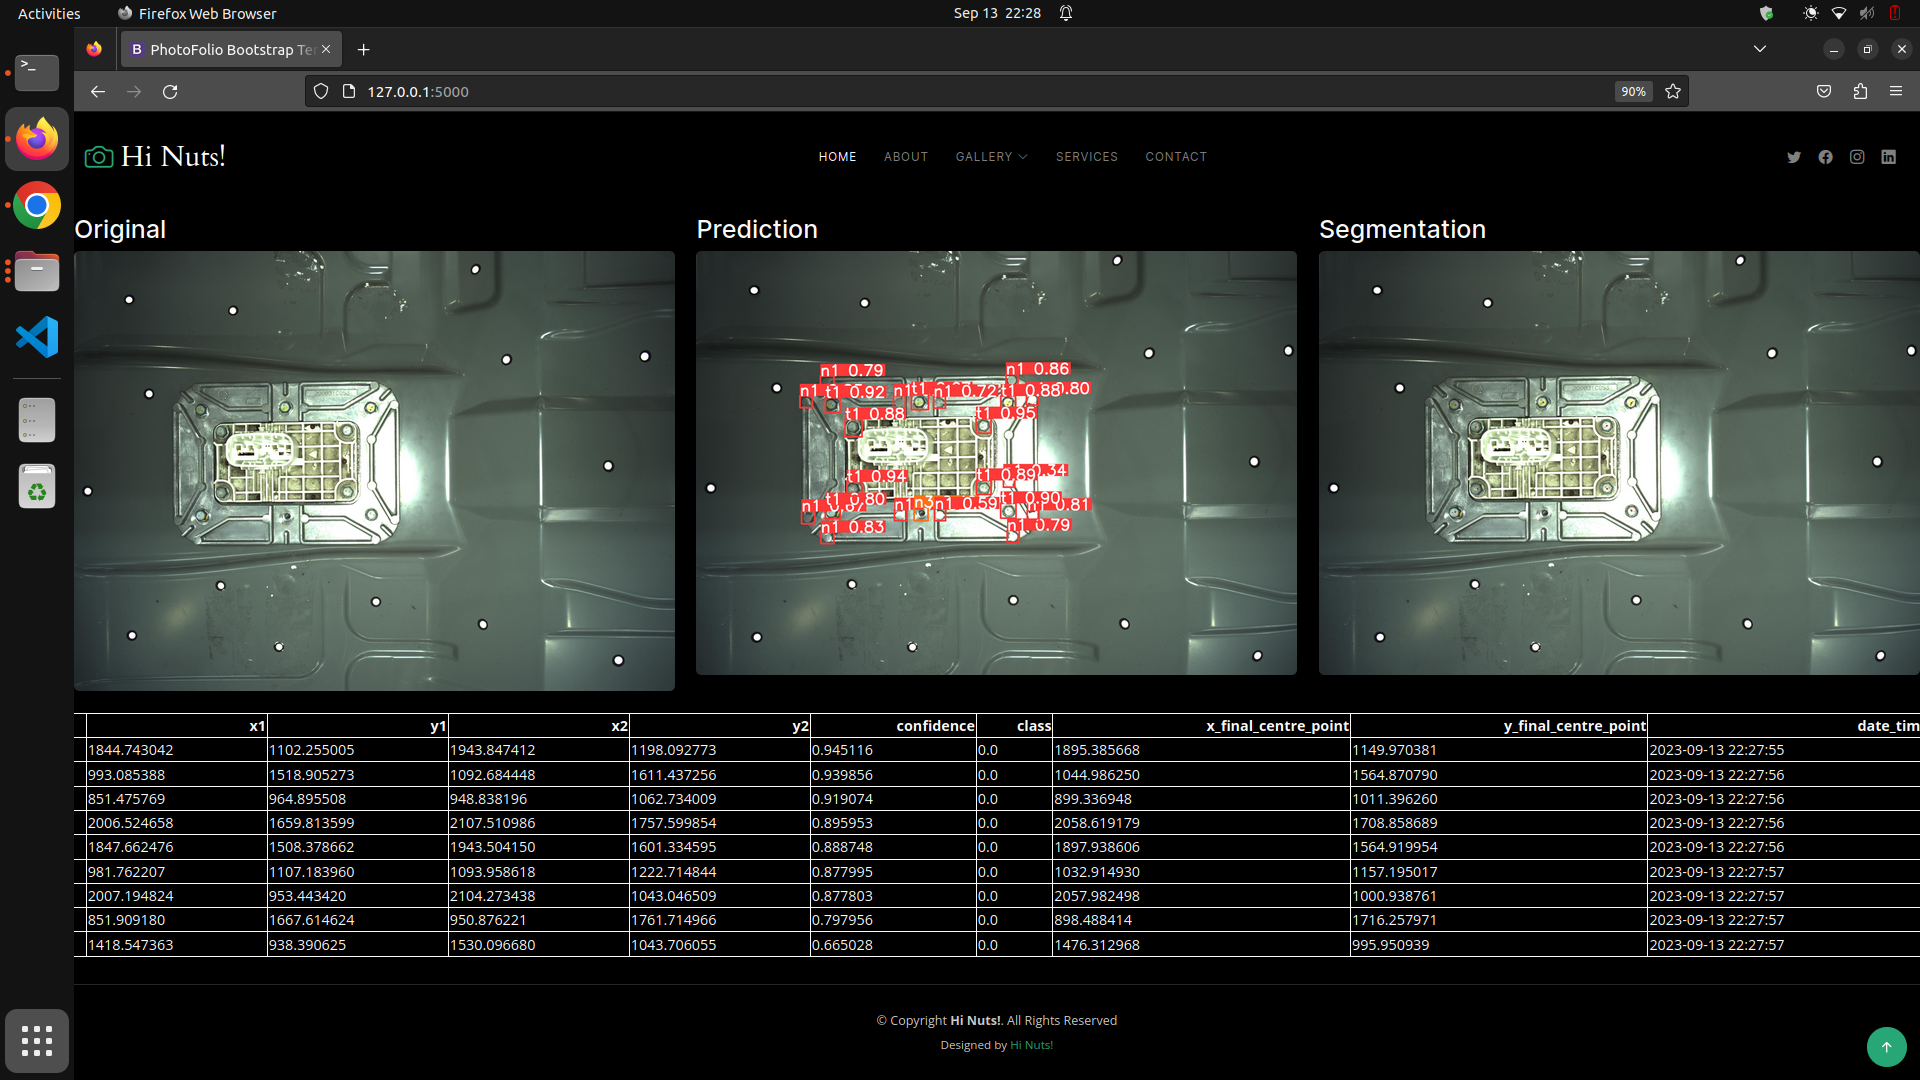 Activities
Firefox Web Browser
Sep 13 22:28
PhotoFolio Bootstrap Te
127.0.0.1:5000
90%
Hi Nuts!
HOME ABOUT GALLERY SERVICES CONTACT
Original
Prediction
Segmentation
n1 0.79
n1 0.86
n1
t1 0.92
n1
t1
n1 0.72
t1 0.88
0.80
t1 0.88
t1 0.95
t1 0.94
t1 0.89
0.34
n1 0.67
t1 0.80
n1
n3
n1 0.59
t1 0.90
n1 0.81
n1 0.83
n1 0.79
x1 y1 x2 y2 confidence class x_final_centre_point y_final_centre_point date_tim
1844.743042 1102.255005 1943.847412 1198.092773 0.945116 0.0 1895.385668 1149.970381 2023-09-13 22:27:55
993.085388 1518.905273 1092.684448 1611.437256 0.939856 0.0 1044.986250 1564.870790 2023-09-13 22:27:56
851.475769 964.895508 948.838196 1062.734009 0.919074 0.0 899.336948 1011.396260 2023-09-13 22:27:56
2006.524658 1659.813599 2107.510986 1757.599854 0.895953 0.0 2058.619179 1708.858689 2023-09-13 22:27:56
1847.662476 1508.378662 1943.504150 1601.334595 0.888748 0.0 1897.938606 1564.919954 2023-09-13 22:27:56
981.762207 1107.183960 1093.958618 1222.714844 0.877995 0.0 1032.914930 1157.195017 2023-09-13 22:27:57
2007.194824 953.443420 2104.273438 1043.046509 0.877803 0.0 2057.982498 1000.938761 2023-09-13 22:27:57
851.909180 1667.614624 950.876221 1761.714966 0.797956 0.0 898.488414 1716.257971 2023-09-13 22:27:57
1418.547363 938.390625 1530.096680 1043.706055 0.665028 0.0 1476.312968 995.950939 2023-09-13 22:27:57
© Copyright Hi Nuts!. All Rights Reserved
Designed by Hi Nuts!